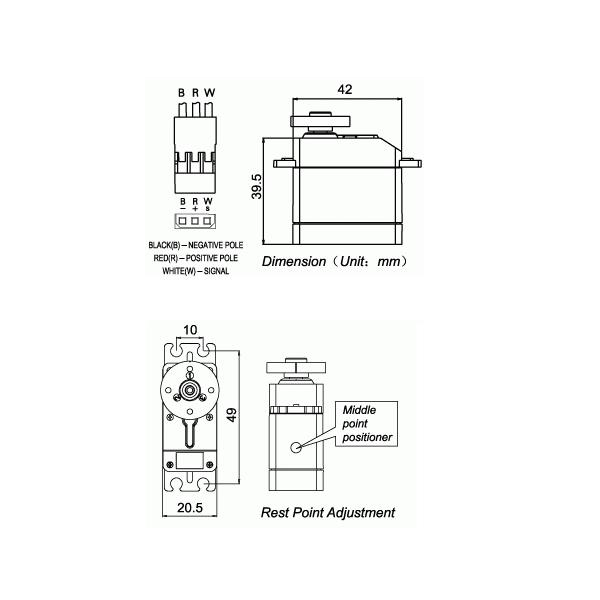 B R W
42
39.5
B R W
− + s
BLACK(B)－NEGATIVE POLE
RED(R)－POSITIVE POLE
WHITE(W)－SIGNAL
Dimension（Unit：mm）
10
49
20.5
Middle
point
positioner
Rest Point Adjustment